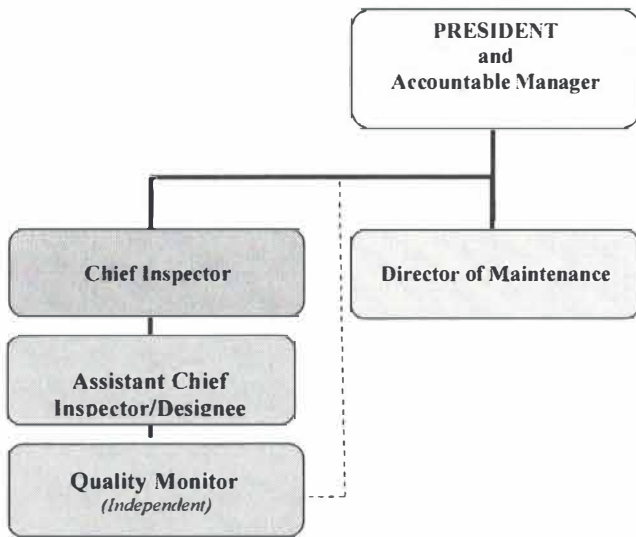 PRESIDENT
and
Accountable Manager
Chief Inspector
Director of Maintenance
Assistant Chief
Inspector/Designee
Quality Monitor
(Independent)